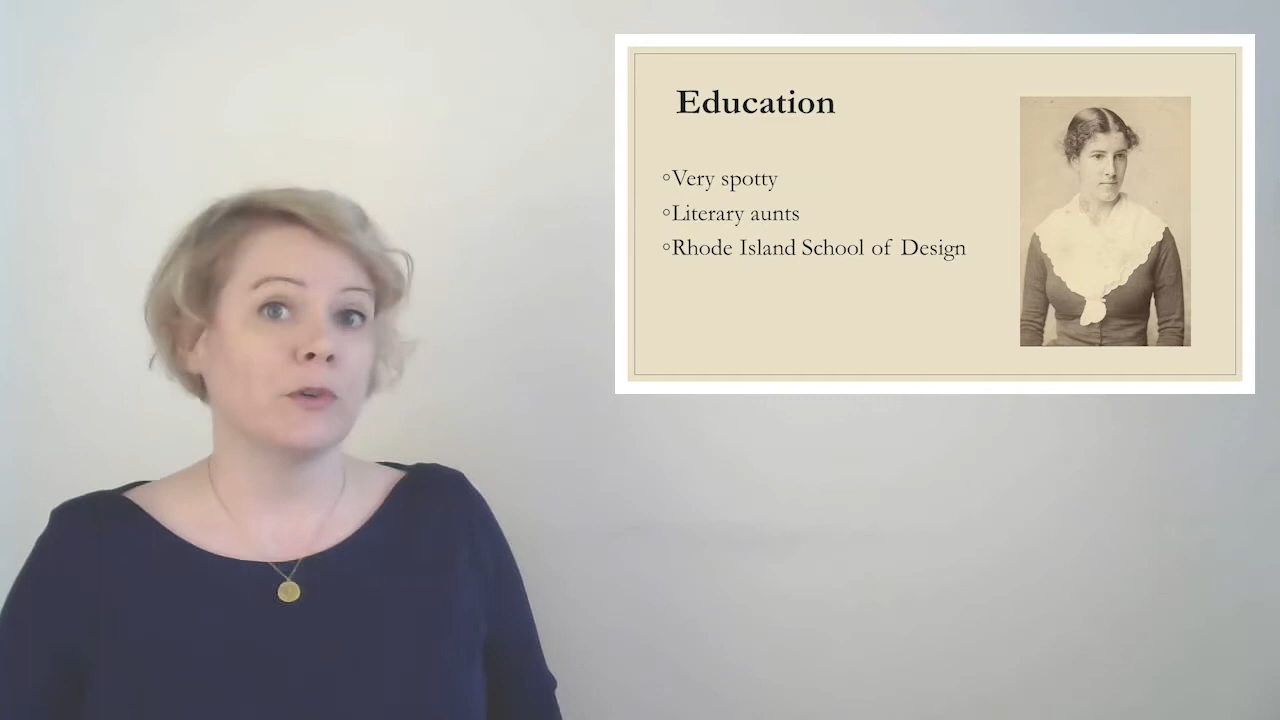 Education
◦Very spotty
◦Literary aunts
◦Rhode Island School of Design